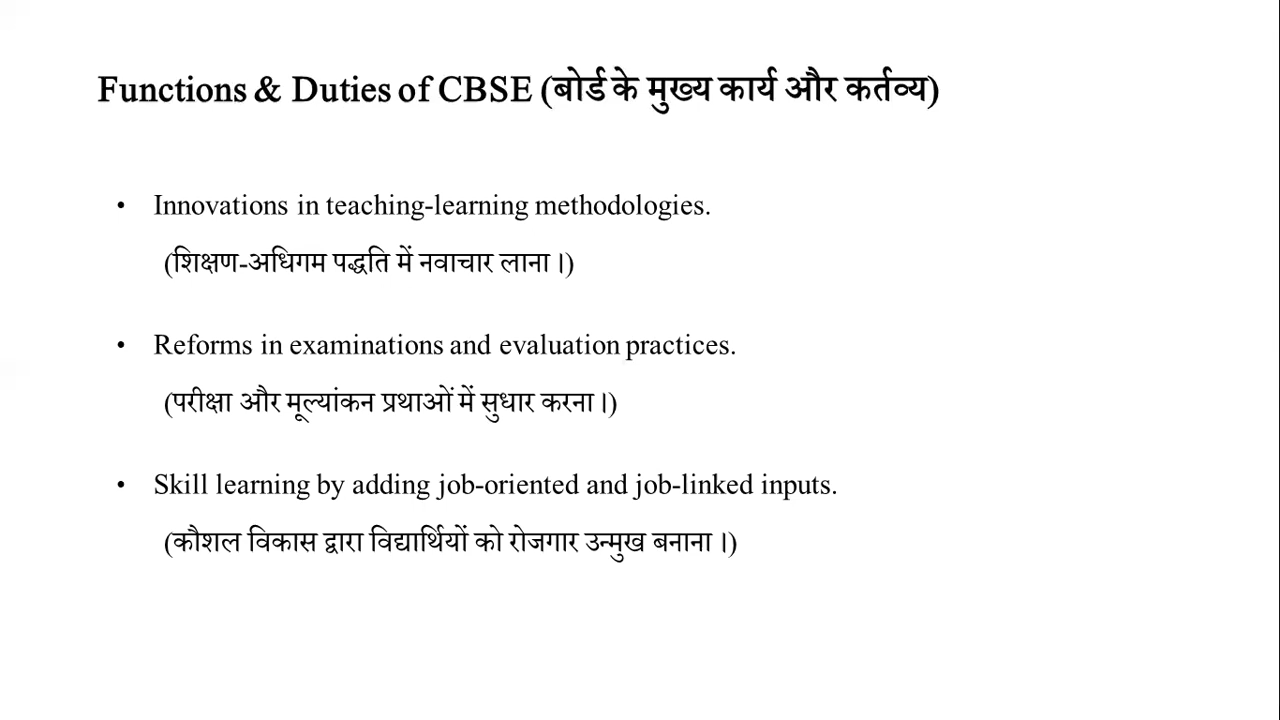 Functions & Duties of CBSE (बोर्ड के मुख्य कार्य और कर्तव्य)
• Innovations in teaching-learning methodologies.
(शिक्षण-अधिगम पद्धति में नवाचार लाना।)
• Reforms in examinations and evaluation practices.
(परीक्षा और मूल्यांकन प्रथाओं में सुधार करना।)
• Skill learning by adding job-oriented and job-linked inputs.
(कौशल विकास द्वारा विद्यार्थियों को रोजगार उन्मुख बनाना।)